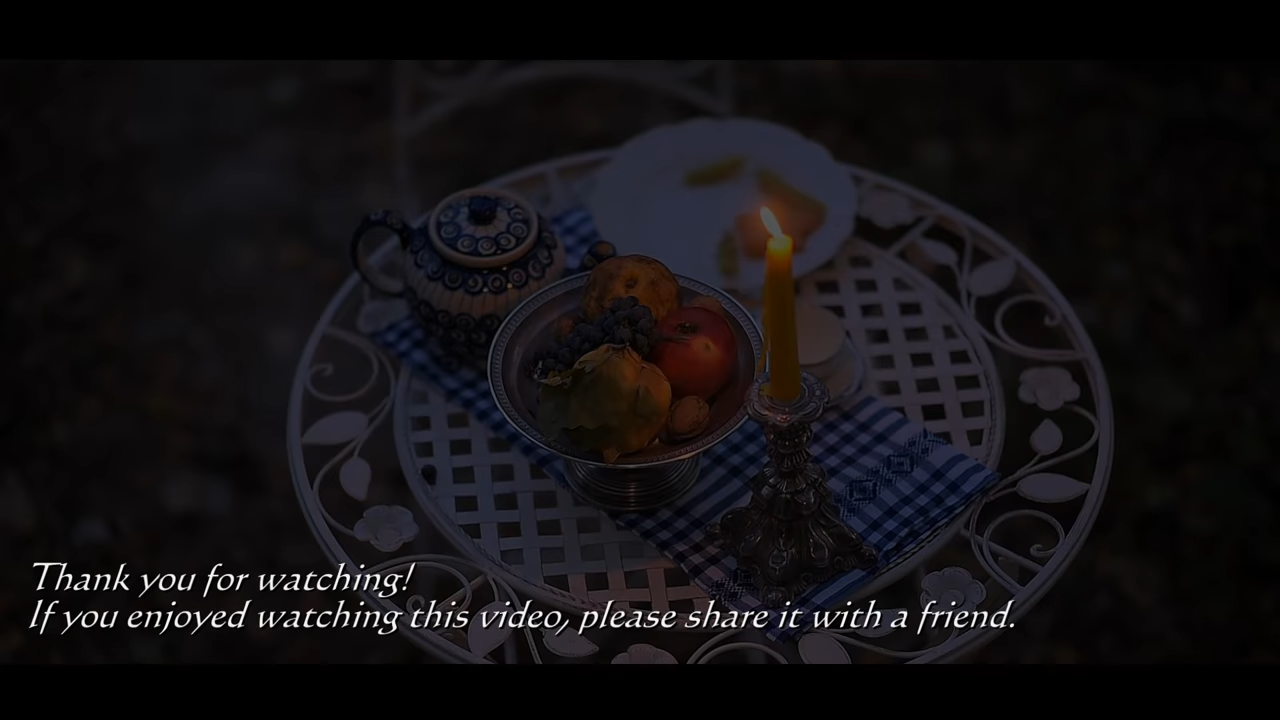 Thank you for watching!
If you enjoyed watching this video, please share it with a friend.